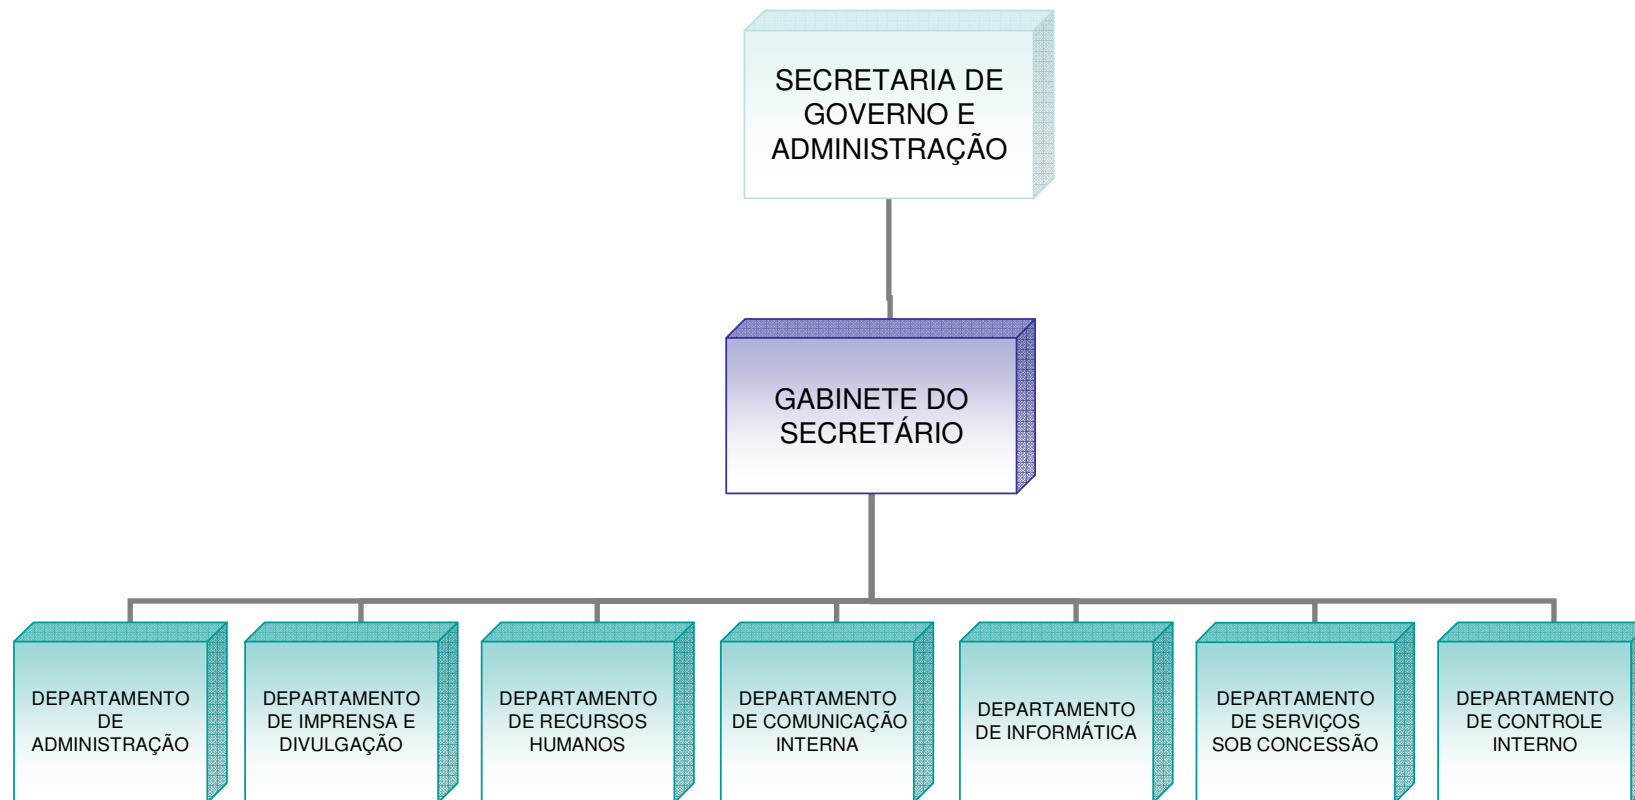 SECRETARIA DE
GOVERNO E
ADMINISTRAÇÃO
GABINETE DO
SECRETÁRIO
DEPARTAMENTO
DE
ADMINISTRAÇÃO
DEPARTAMENTO
DE IMPRENSA E
DIVULGAÇÃO
DEPARTAMENTO
DE RECURSOS
HUMANOS
DEPARTAMENTO
DE COMUNICAÇÃO
INTERNA
DEPARTAMENTO
DE INFORMÁTICA
DEPARTAMENTO
DE SERVIÇOS
SOB CONCESSÃO
DEPARTAMENTO
DE CONTROLE
INTERNO